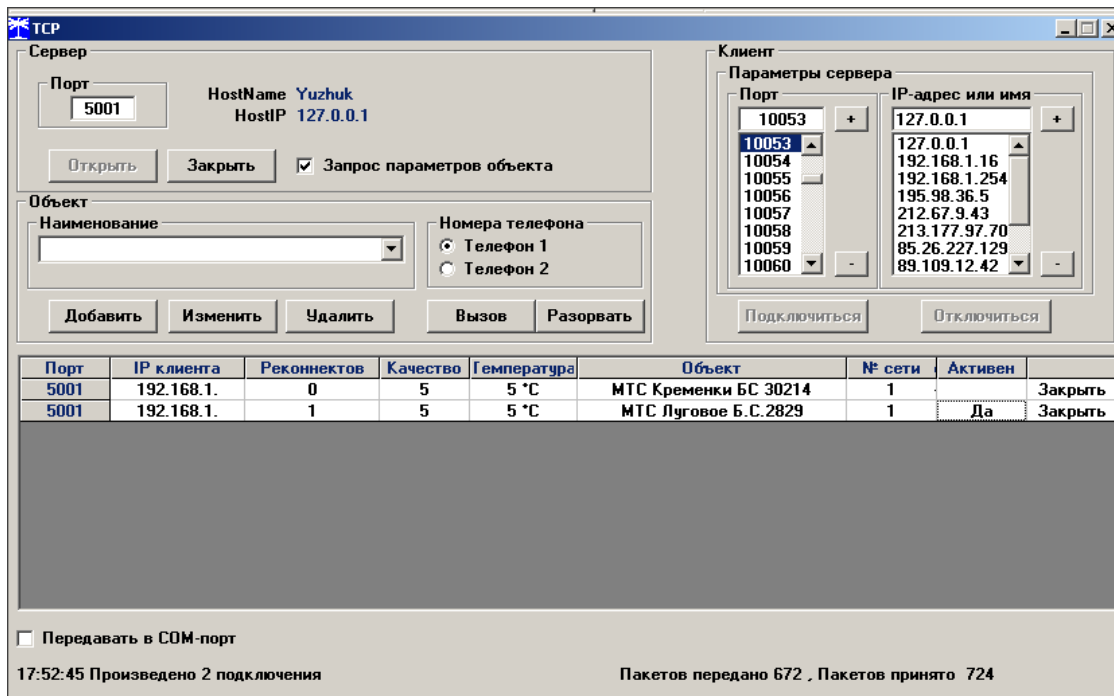 TCP
Сервер
Порт
5001
HostName Yuzhuk
HostIP 127.0.0.1
Открыть Закрыть Запрос параметров объекта
Объект
Наименование
Номера телефона
Телефон 1
Телефон 2
Добавить Изменить Удалить Вызов Разорвать
Клиент
Параметры сервера
Порт
10053 +
10053
10054
10055
10056
10057
10058
10059
10060 -
IP-адрес или имя
127.0.0.1 +
127.0.0.1
192.168.1.16
192.168.1.254
195.98.36.5
212.67.9.43
213.177.97.70
85.26.227.129
89.109.12.42 -
Подключиться Отключиться
Порт IP клиента Реконнектов Качество Температура Объект № сети Активен
5001 192.168.1. 0 5 5 °C МТС Кременки БС 30214 1 Закрыть
5001 192.168.1. 1 5 5 °C МТС Луговое Б.С.2829 1 Да Закрыть
Передавать в COM-порт
17:52:45 Произведено 2 подключения Пакетов передано 672 , Пакетов принято 724